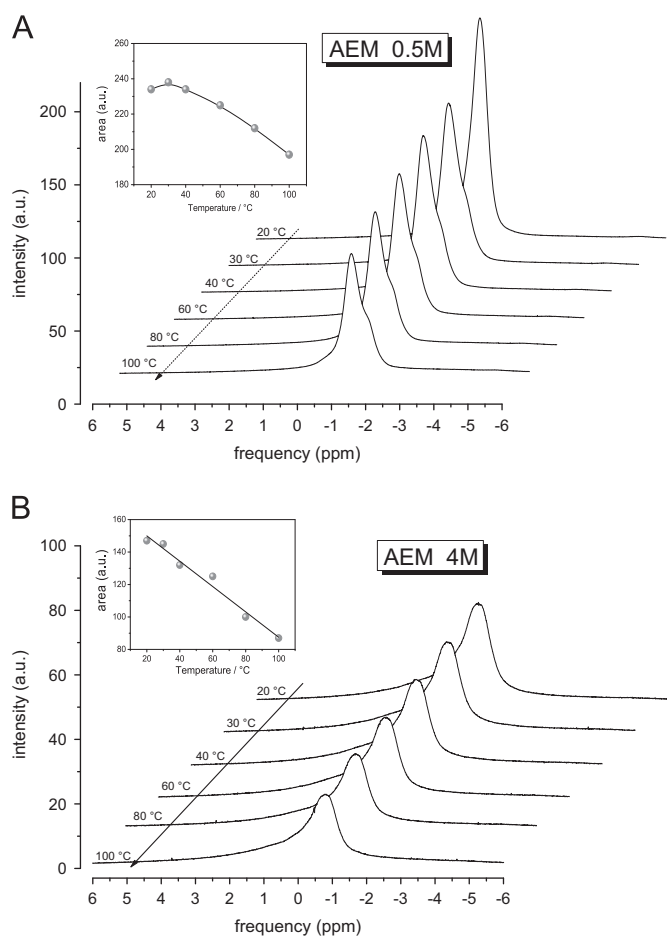 A
AEM 0.5M
260
240
220
200
180
area (a.u.)
20 40 60 80 100
Temperature / °C
200
150
100
50
0
intensity (a.u.)
20 °C
30 °C
40 °C
60 °C
80 °C
100 °C
6 5 4 3 2 1 0 -1 -2 -3 -4 -5 -6
frequency (ppm)
B
AEM 4M
160
140
120
100
80
area (a.u.)
20 40 60 80 100
Temperature / °C
100
80
60
40
20
0
intensity (a.u.)
20 °C
30 °C
40 °C
60 °C
80 °C
100 °C
6 5 4 3 2 1 0 -1 -2 -3 -4 -5 -6
frequency (ppm)